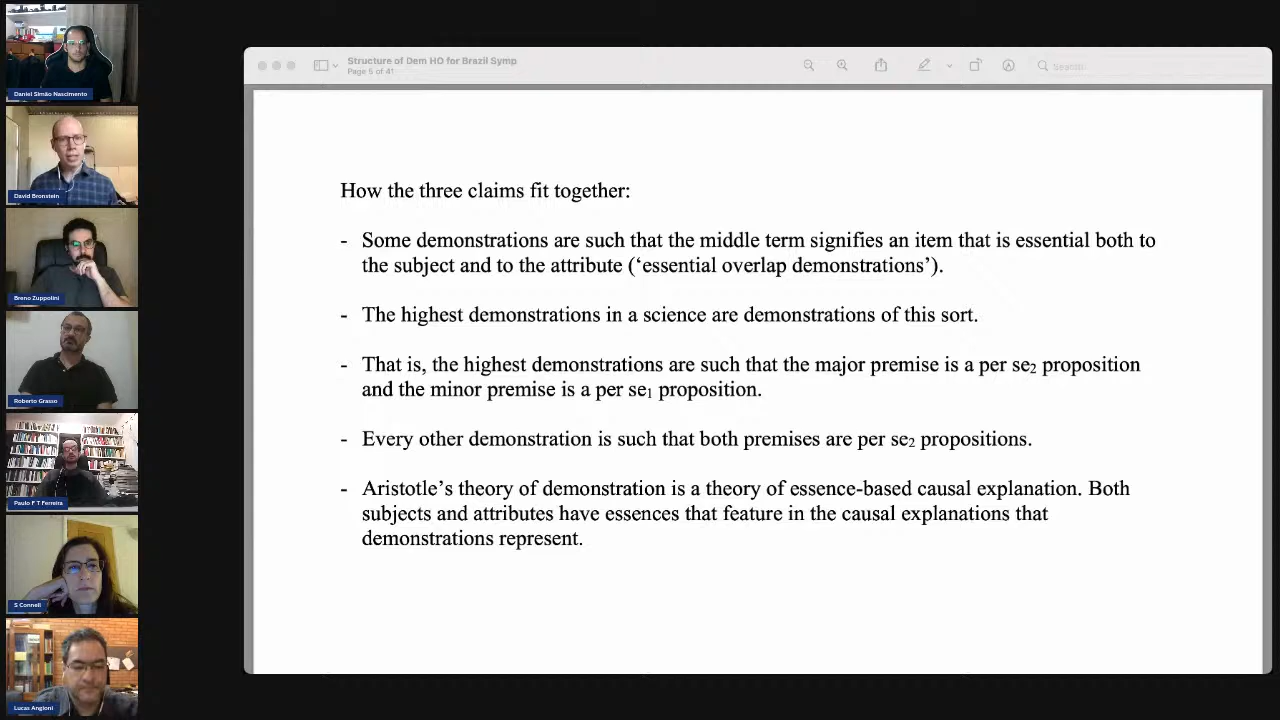 Daniel Simão Nascimento
David Bronstein
Breno Zuppolini
Roberto Grasso
Paulo F T Ferreira
S Connell
Lucas Angioni
Structure of Dem HO for Brazil Symp
Page 5 of 41
Search
How the three claims fit together:
- Some demonstrations are such that the middle term signifies an item that is essential both to
the subject and to the attribute (‘essential overlap demonstrations’).
- The highest demonstrations in a science are demonstrations of this sort.
- That is, the highest demonstrations are such that the major premise is a per se₂ proposition
and the minor premise is a per se₁ proposition.
- Every other demonstration is such that both premises are per se₂ propositions.
- Aristotle’s theory of demonstration is a theory of essence-based causal explanation. Both
subjects and attributes have essences that feature in the causal explanations that
demonstrations represent.